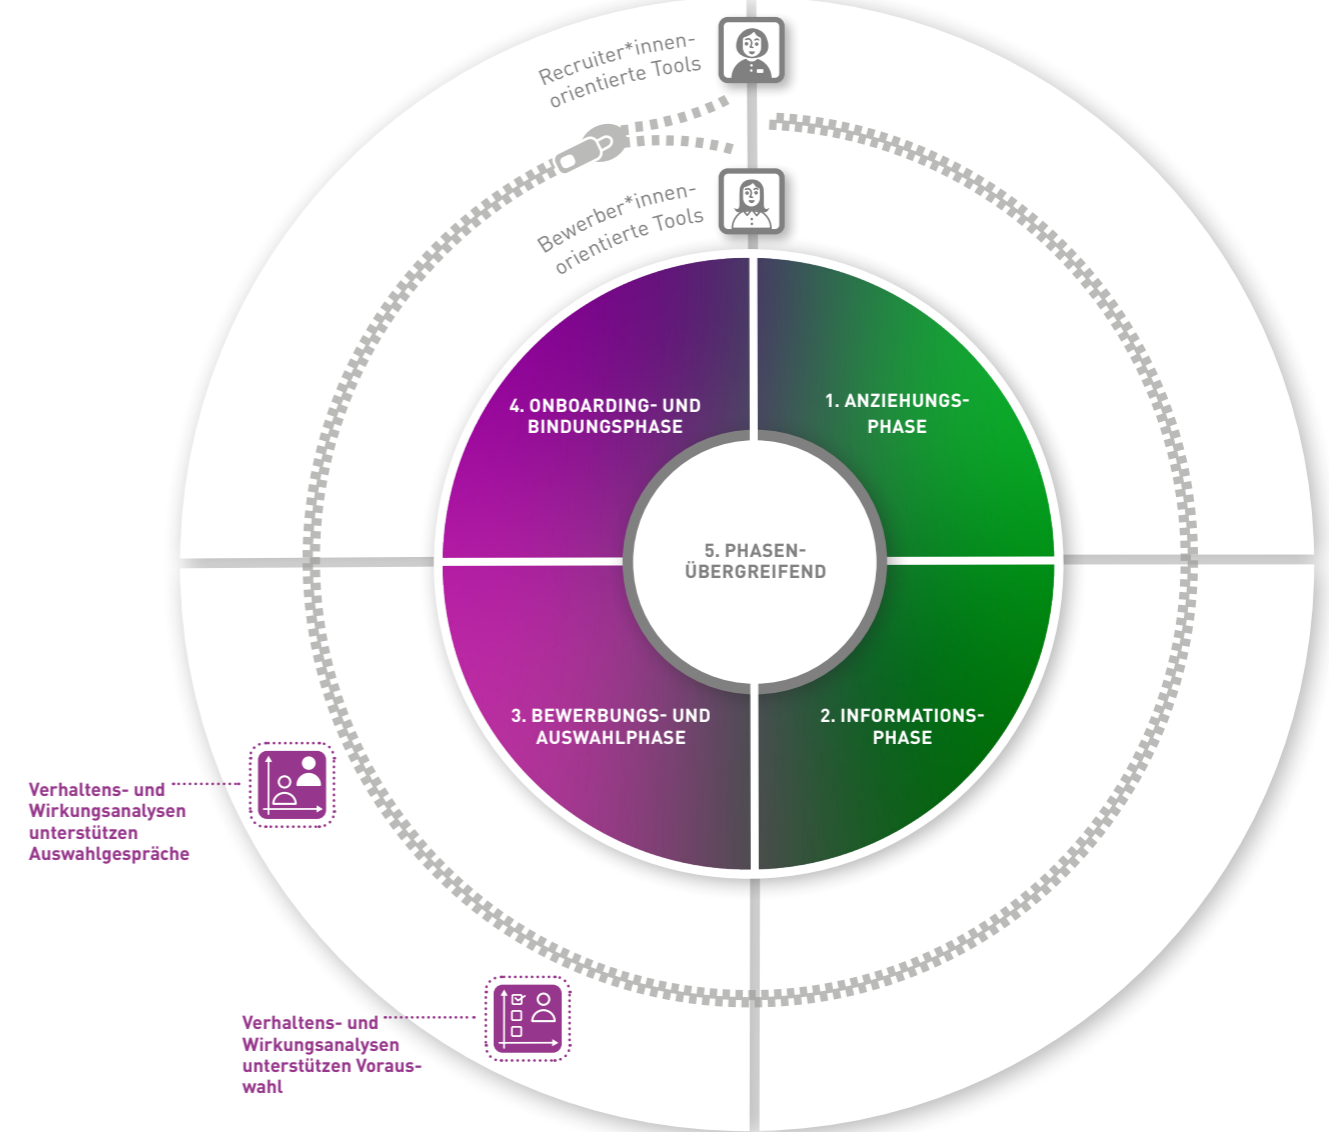 Recruiter*innen-
orientierte Tools
Bewerber*innen-
orientierte Tools
4. ONBOARDING- UND
BINDUNGSPHASE
1. ANZIEHUNGS-
PHASE
5. PHASEN-
ÜBERGREIFEND
3. BEWERBUNGS- UND
AUSWAHLPHASE
2. INFORMATIONS-
PHASE
Verhaltens- und
Wirkungsanalysen
unterstützen
Auswahlgespräche
Verhaltens- und
Wirkungsanalysen
unterstützen Voraus-
wahl